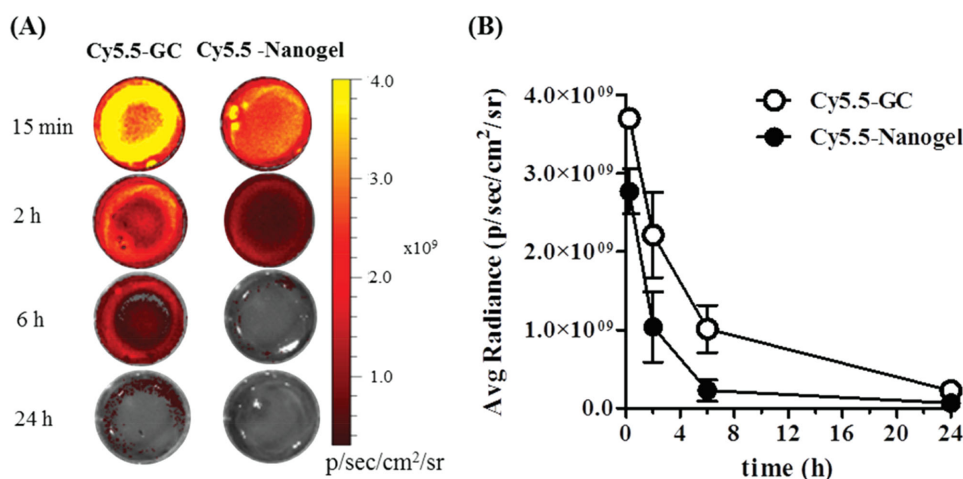 (A)
Cy5.5-GC Cy5.5 -Nanogel
15 min
2 h
6 h
24 h
4.0
3.0
x10⁹
2.0
1.0
p/sec/cm²/sr
(B)
Avg Radiance (p/sec/cm²/sr)
4.0×10⁰⁹
3.0×10⁰⁹
2.0×10⁰⁹
1.0×10⁰⁹
0.0
Cy5.5-GC
Cy5.5-Nanogel
0 4 8 12 16 20 24
time (h)